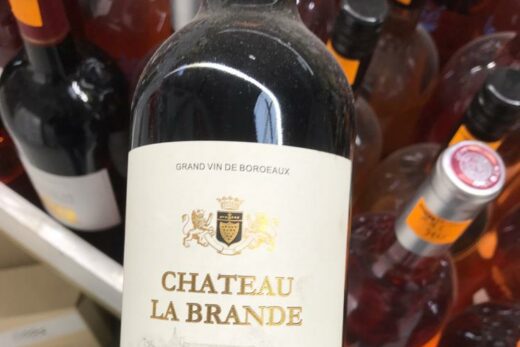 GRAND VIN DE BORDEAUX
CHATEAU
LA BRANDE